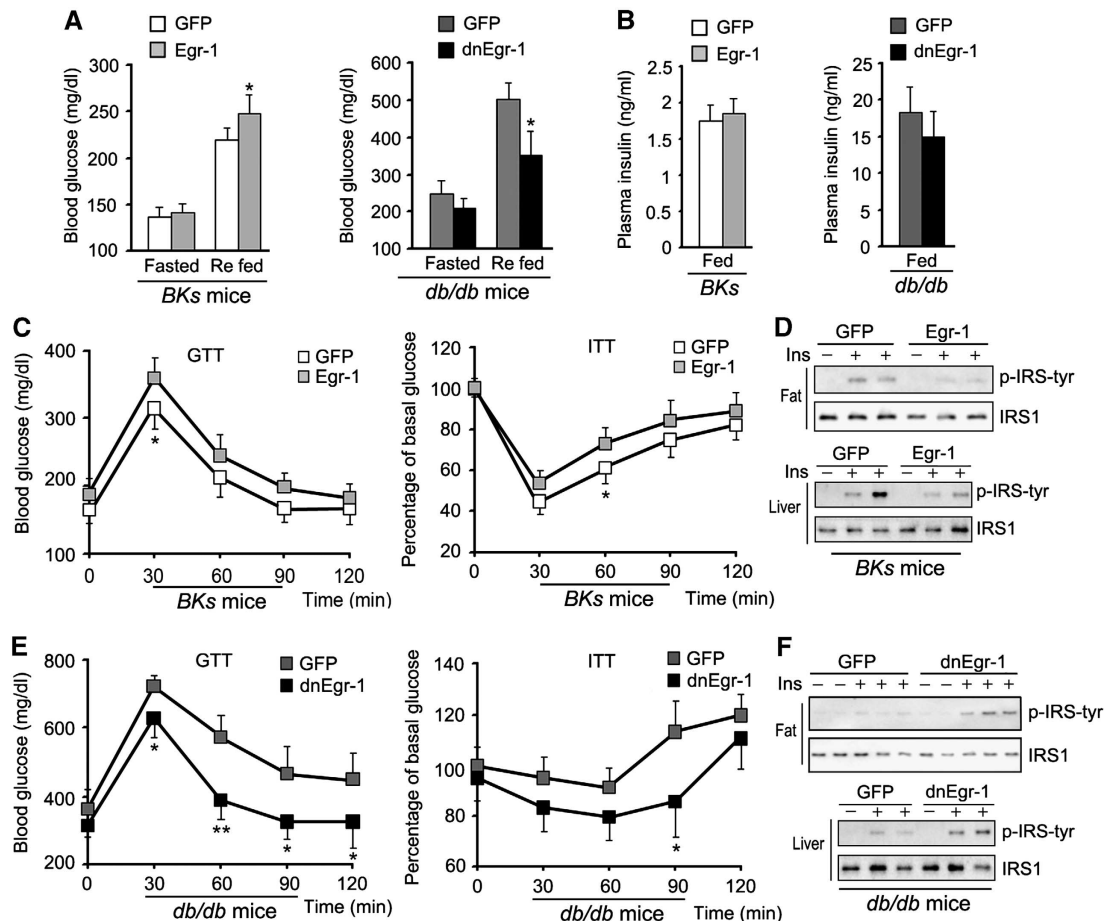 A
GFP
Egr-1
Blood glucose (mg/dl)
300
250
200
150
100
*
Fasted Re fed
BKs mice
GFP
dnEgr-1
Blood glucose (mg/dl)
600
500
400
300
200
100
*
Fasted Re fed
db/db mice
B
GFP
Egr-1
Plasma insulin (ng/ml)
2.5
2
1.5
1
0.5
0
Fed
BKs
GFP
dnEgr-1
Plasma insulin (ng/ml)
25
20
15
10
5
0
Fed
db/db
C
GTT
GFP
Egr-1
Blood glucose (mg/dl)
400
300
200
100
*
0 30 60 90 120
BKs mice Time (min)
ITT
GFP
Egr-1
Percentage of basal glucose
120
100
80
60
40
20
*
0 30 60 90 120
BKs mice Time (min)
D
GFP Egr-1
Ins – + + – + +
Fat
p-IRS-tyr
IRS1
GFP Egr-1
Ins – + + – + +
Liver
p-IRS-tyr
IRS1
BKs mice
E
GTT
GFP
dnEgr-1
Blood glucose (mg/dl)
800
600
400
200
* ** * *
0 30 60 90 120
db/db mice Time (min)
ITT
GFP
dnEgr-1
Percentage of basal glucose
140
120
100
80
60
*
0 30 60 90 120
db/db mice Time (min)
F
GFP dnEgr-1
Ins – – + + + – – + + +
Fat
p-IRS-tyr
IRS1
GFP dnEgr-1
– + + – + +
Liver
p-IRS-tyr
IRS1
db/db mice